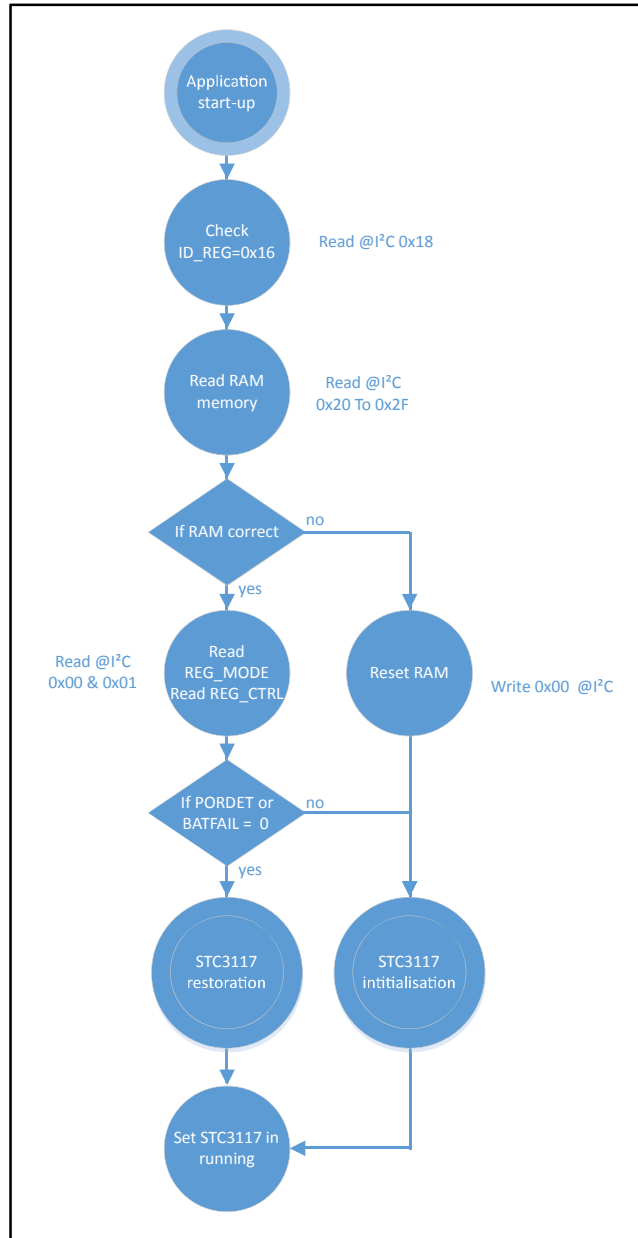 Application
start-up
Check
ID_REG=0x16
Read @I²C 0x18
Read RAM
memory
Read @I²C
0x20 To 0x2F
If RAM correct
no
yes
Read @I²C
0x00 & 0x01
Read
REG_MODE
Read REG_CTRL
Reset RAM
Write 0x00 @I²C
If PORDET or
BATFAIL = 0
no
yes
STC3117
restoration
STC3117
intitialisation
Set STC3117 in
running